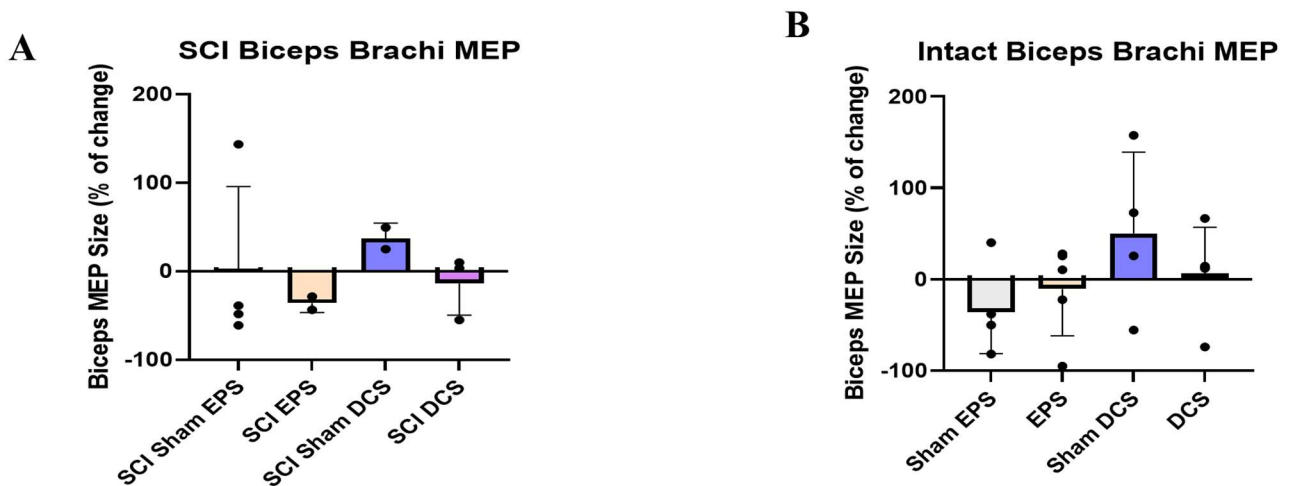 A
SCI Biceps Brachi MEP
Biceps MEP Size (% of change)
200
100
0
-100
SCI Sham EPS
SCI EPS
SCI Sham DCS
SCI DCS
B
Intact Biceps Brachi MEP
Biceps MEP Size (% of change)
200
100
0
-100
Sham EPS
EPS
Sham DCS
DCS